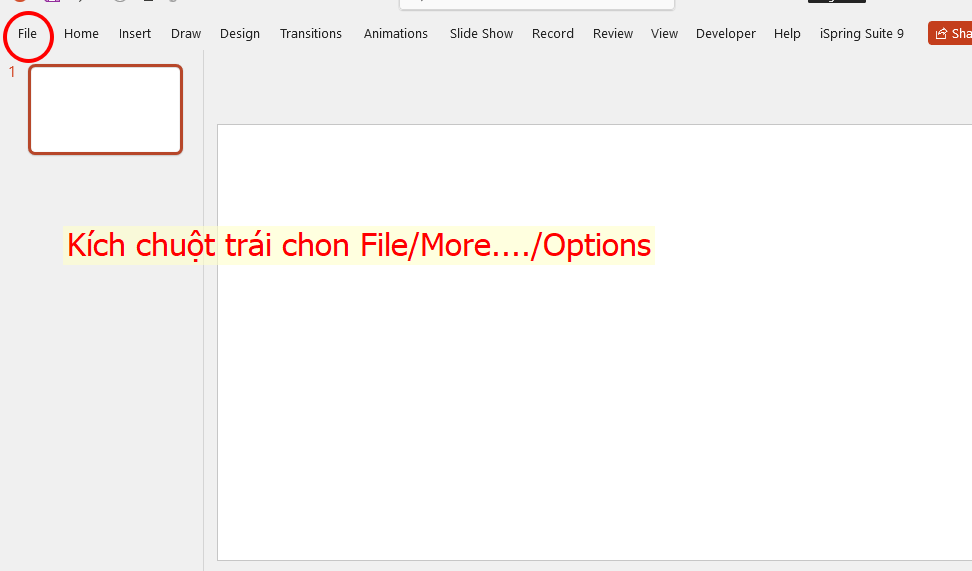 File Home Insert Draw Design Transitions Animations Slide Show Record Review View Developer Help iSpring Suite 9 Sha
1
Kích chuột trái chon File/More..../Options